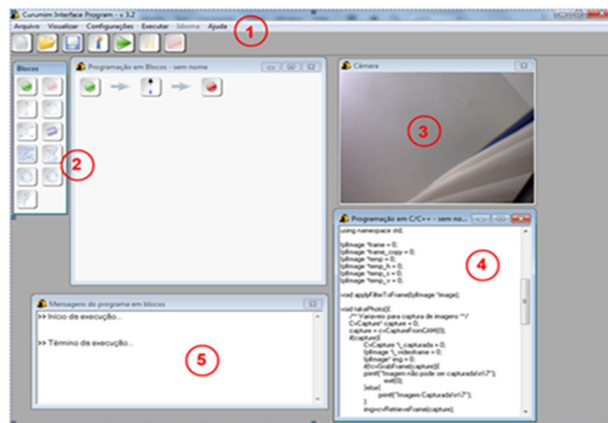 Curumim Interface Program - v 3.2
Arquivo Visualizar Configurações Executar Idioma Ajuda
1
Blocos
Programação em Blocos - sem nome
Câmera
2
3
Programação em C/C++ - sem no...
4
using namespace std;
IplImage *frame = 0;
IplImage *frame_copy = 0;
IplImage *temp = 0;
IplImage *temp_h = 0;
IplImage *temp_s = 0;
IplImage *temp_v = 0;
void applyFilterToFrame(IplImage *image);
void takePhoto(){
/** Variaveis para captura de imagens **/
CvCapture* capture = 0;
capture = cvCaptureFromCAM(0);
if(capture){
CvCapture *i_capturada = 0;
IplImage *i_videoframe = 0;
IplImage* img = 0;
if(!cvGrabFrame(capture)){
printf("Imagem não pode ser capturada\n\7");
exit(0);
}else{
printf("Imagem Capturada\n\7");
}
img=cvRetrieveFrame(capture);
Mensagens do programa em blocos
>> Início da execução...
>> Término da execução...
5